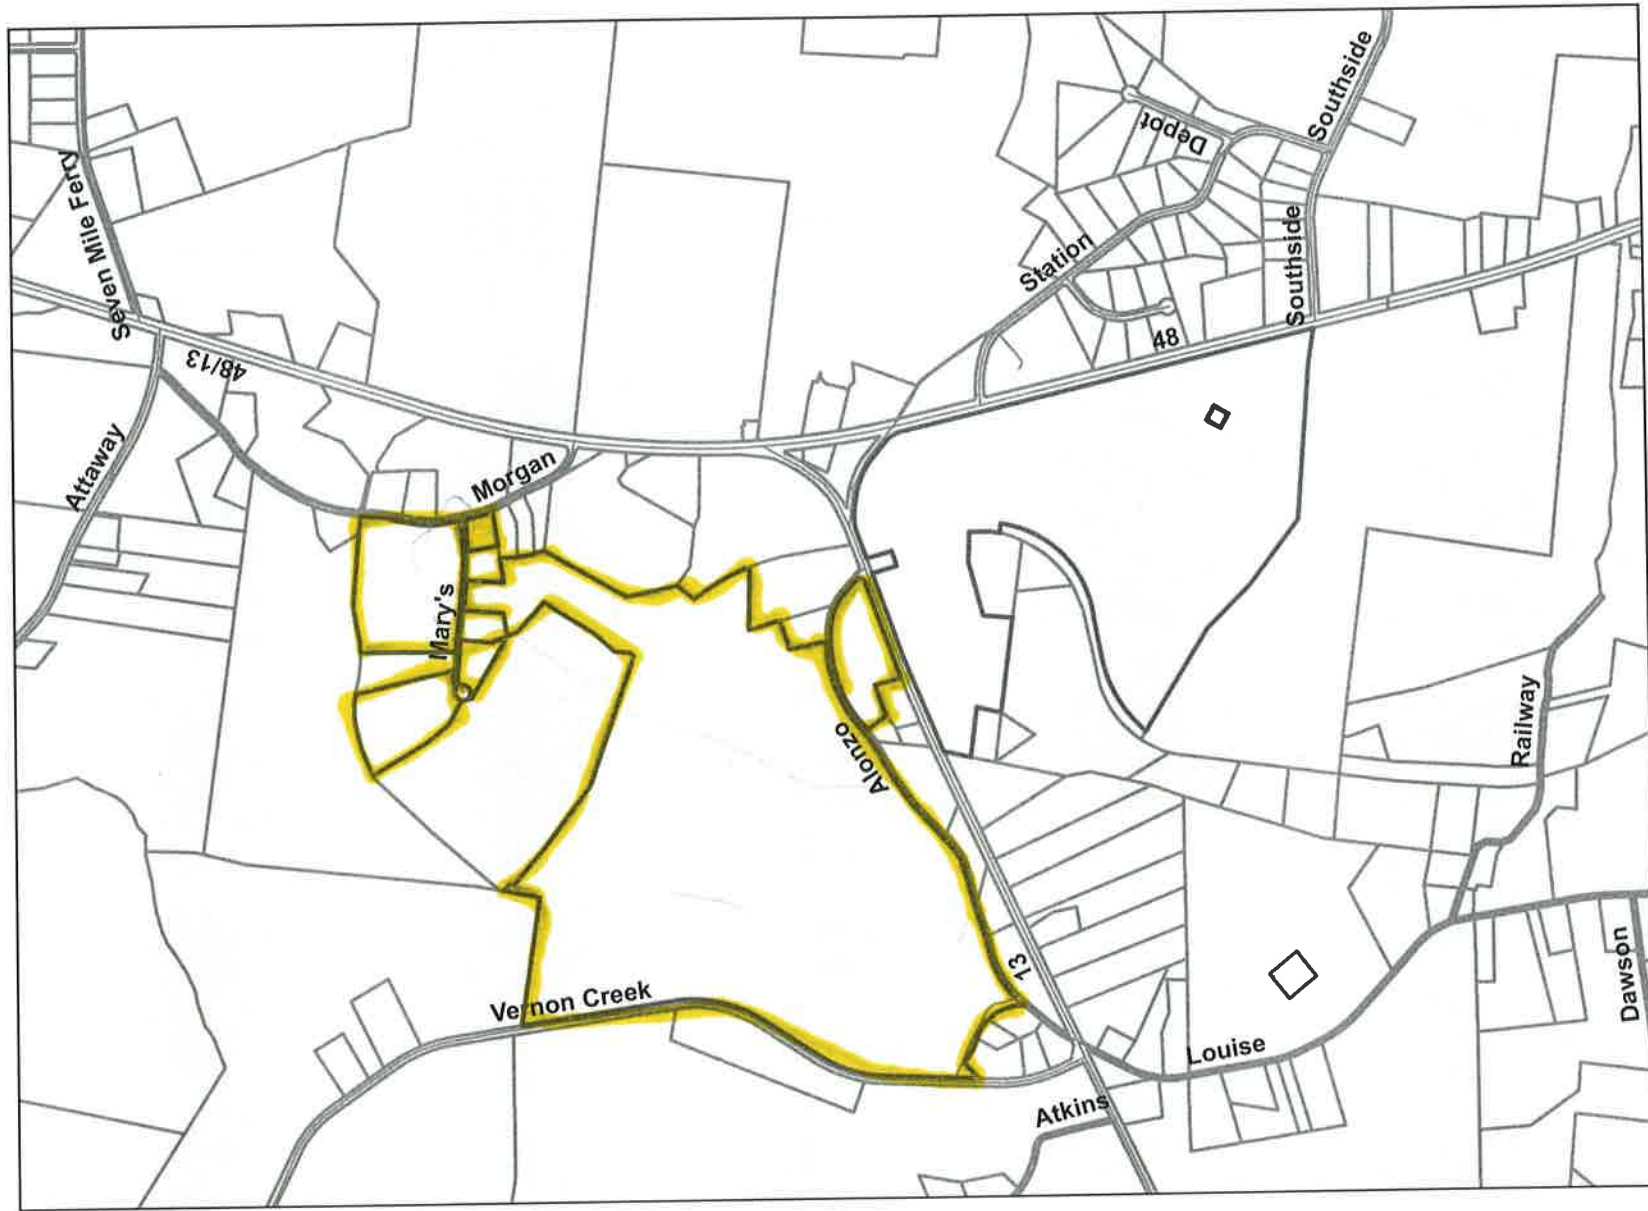 Southside
Depot
Seven Mile Ferry
Station
Southside
48
48/13
Attaway
Morgan
Mary's
Railway
Alonzo
13
Vernon Creek
Dawson
Louise
Atkins